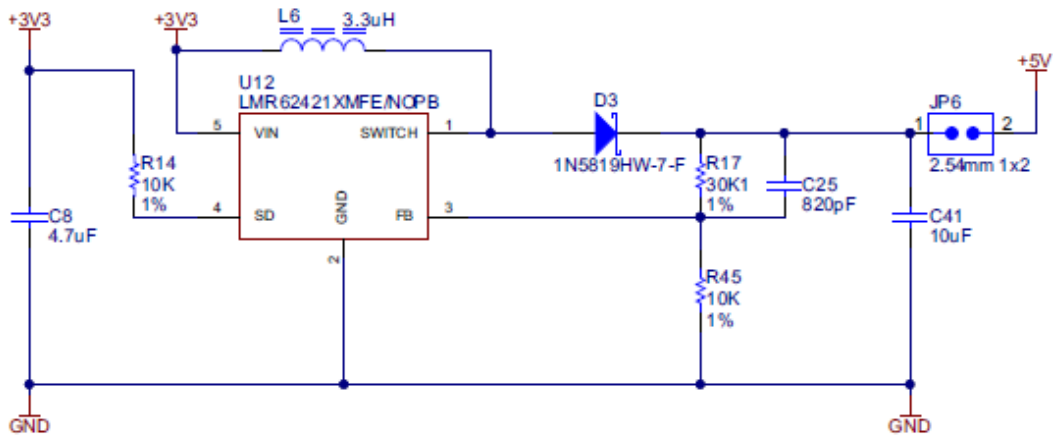 +3V3
+3V3
L6
3.3uH
+5V
U12
LMR62421XMFE/NOPB
D3
JP6
5
VIN
SWITCH
1
1
2
1N5819HW-7-F
2.54mm 1x2
R14
10K
1%
R17
30K1
1%
C25
820pF
4
SD
GND
FB
3
C8
4.7uF
C41
10uF
2
R45
10K
1%
GND
GND